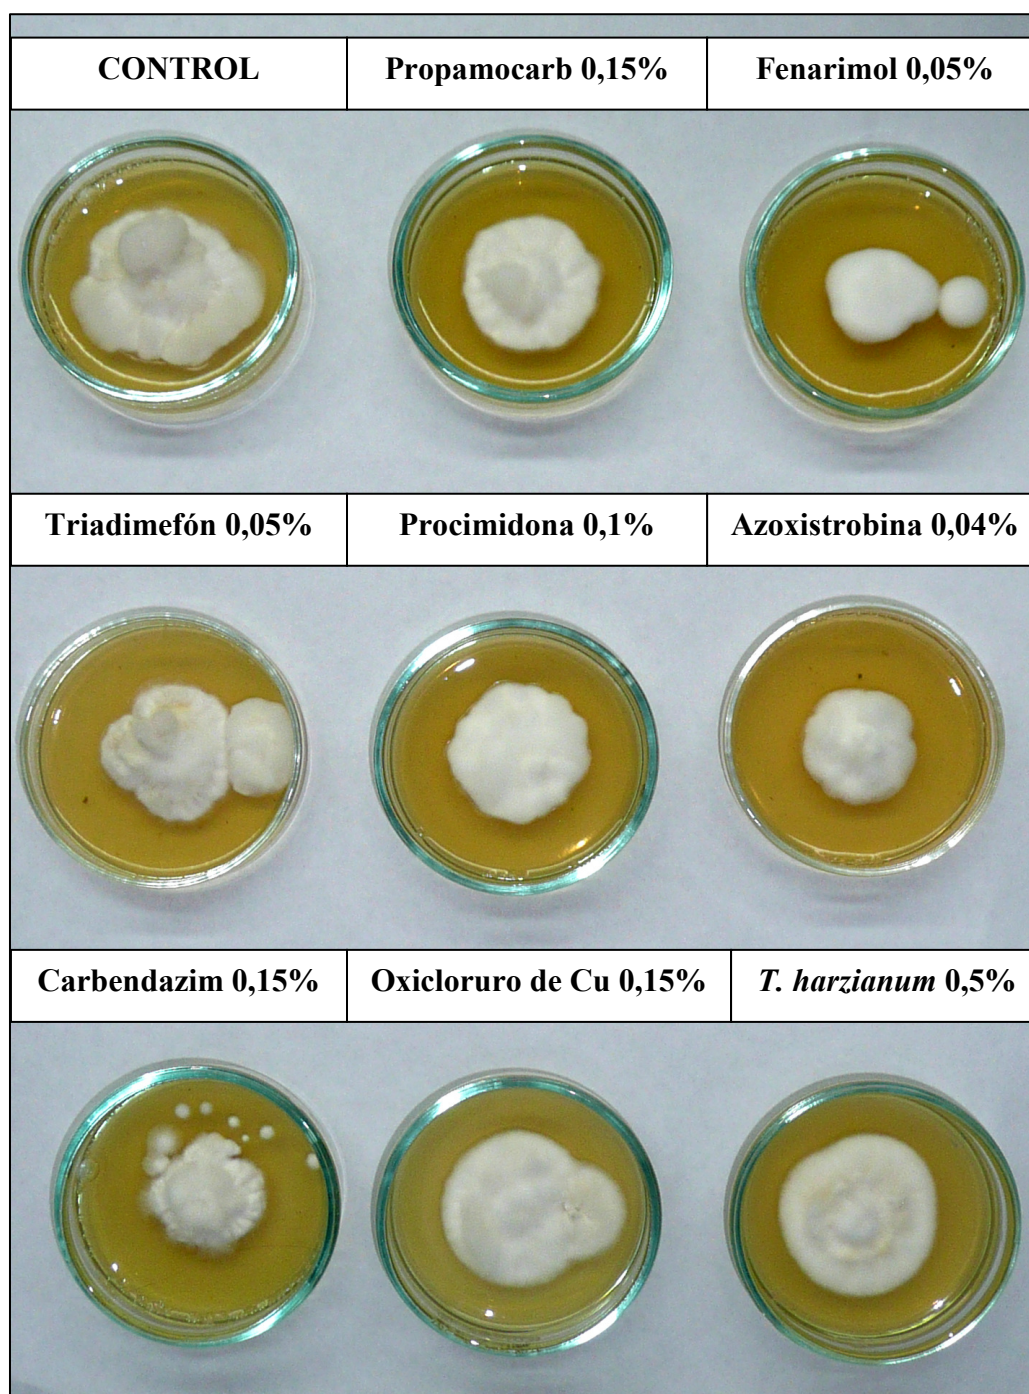 CONTROL
Propamocarb 0,15%
Fenarimol 0,05%
Triadimefón 0,05%
Procimidona 0,1%
Azoxistrobina 0,04%
Carbendazim 0,15%
Oxicloruro de Cu 0,15%
T. harzianum 0,5%